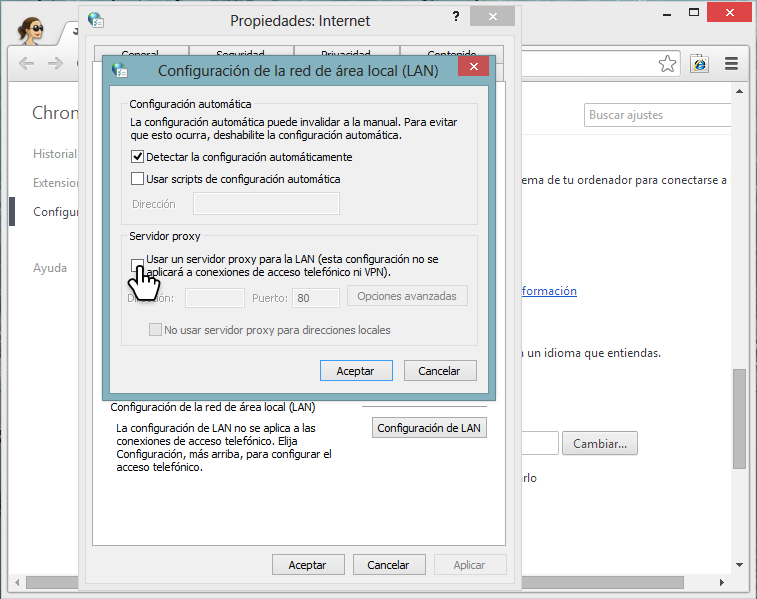 Propiedades: Internet
?
General
Seguridad
Privacidad
Contenido
Configuración de la red de área local (LAN)
Configuración automática
La configuración automática puede invalidar a la manual. Para evitar
que esto ocurra, deshabilite la configuración automática.
Detectar la configuración automáticamente
Usar scripts de configuración automática
Dirección
Servidor proxy
Usar un servidor proxy para la LAN (esta configuración no se
aplicará a conexiones de acceso telefónico ni VPN).
Dirección:
Puerto:
80
Opciones avanzadas
No usar servidor proxy para direcciones locales
Aceptar
Cancelar
Configuración de la red de área local (LAN)
La configuración de LAN no se aplica a las
conexiones de acceso telefónico. Elija
Configuración, más arriba, para configurar el
acceso telefónico.
Configuración de LAN
Aceptar
Cancelar
Aplicar
Chron
Historial
Extension
Configur
Ayuda
Buscar ajustes
ema de tu ordenador para conectarse a
formación
un idioma que entiendas.
Cambiar...
rlo